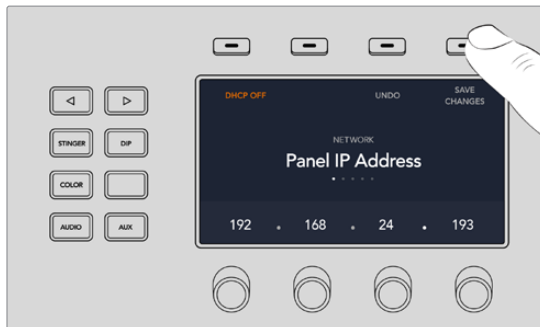 DHCP OFF
UNDO
SAVE
CHANGES
NETWORK
Panel IP Address
192 . 168 . 24 . 193
STINGER
DIP
COLOR
AUDIO
AUX